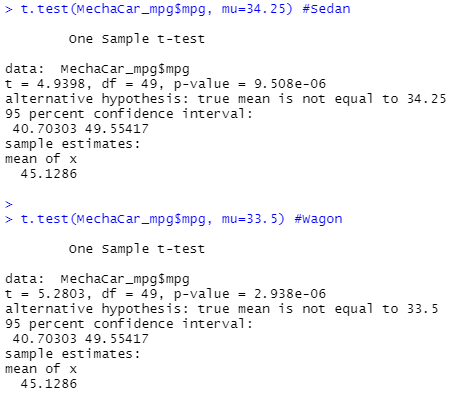 > t.test(MechaCar_mpg$mpg, mu=34.25) #Sedan
One Sample t-test
data:  MechaCar_mpg$mpg
t = 4.9398, df = 49, p-value = 9.508e-06
alternative hypothesis: true mean is not equal to 34.25
95 percent confidence interval:
40.70303 49.55417
sample estimates:
mean of x
45.1286
>
> t.test(MechaCar_mpg$mpg, mu=33.5) #Wagon
One Sample t-test
data:  MechaCar_mpg$mpg
t = 5.2803, df = 49, p-value = 2.938e-06
alternative hypothesis: true mean is not equal to 33.5
95 percent confidence interval:
40.70303 49.55417
sample estimates:
mean of x
45.1286